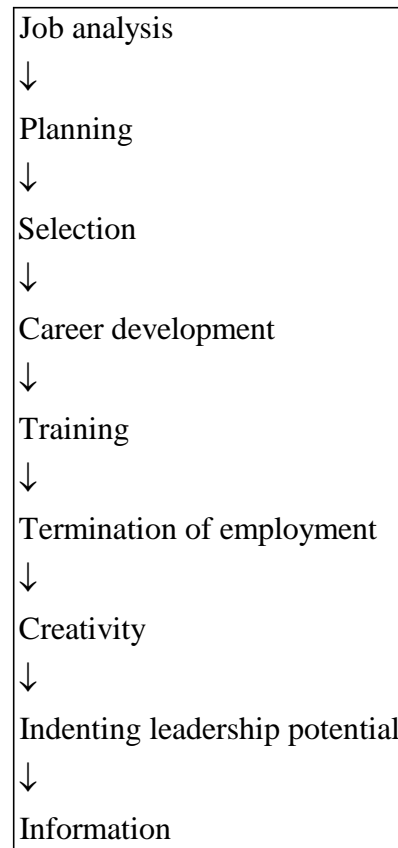 Job analysis
↓
Planning
↓
Selection
↓
Career development
↓
Training
↓
Termination of employment
↓
Creativity
↓
Indenting leadership potential
↓
Information